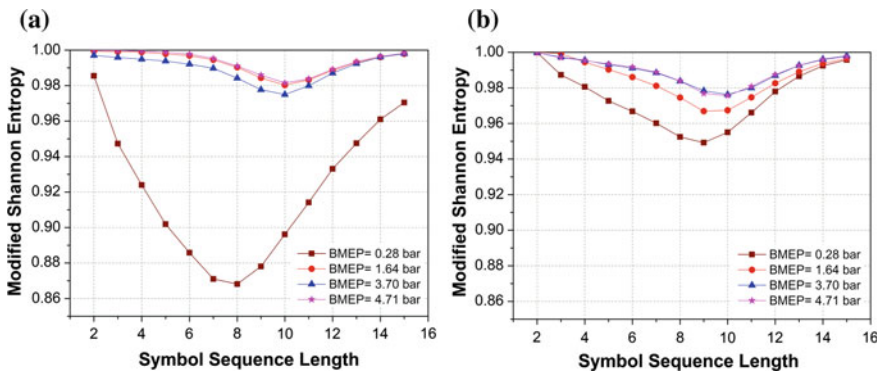 (a)
Modified Shannon Entropy
1.00
0.98
0.96
0.94
0.92
0.90
0.88
0.86
BMEP= 0.28 bar
BMEP= 1.64 bar
BMEP= 3.70 bar
BMEP= 4.71 bar
2 4 6 8 10 12 14 16
Symbol Sequence Length
(b)
Modified Shannon Entropy
1.00
0.98
0.96
0.94
0.92
0.90
0.88
0.86
BMEP= 0.28 bar
BMEP= 1.64 bar
BMEP= 3.70 bar
BMEP= 4.71 bar
2 4 6 8 10 12 14 16
Symbol Sequence Length